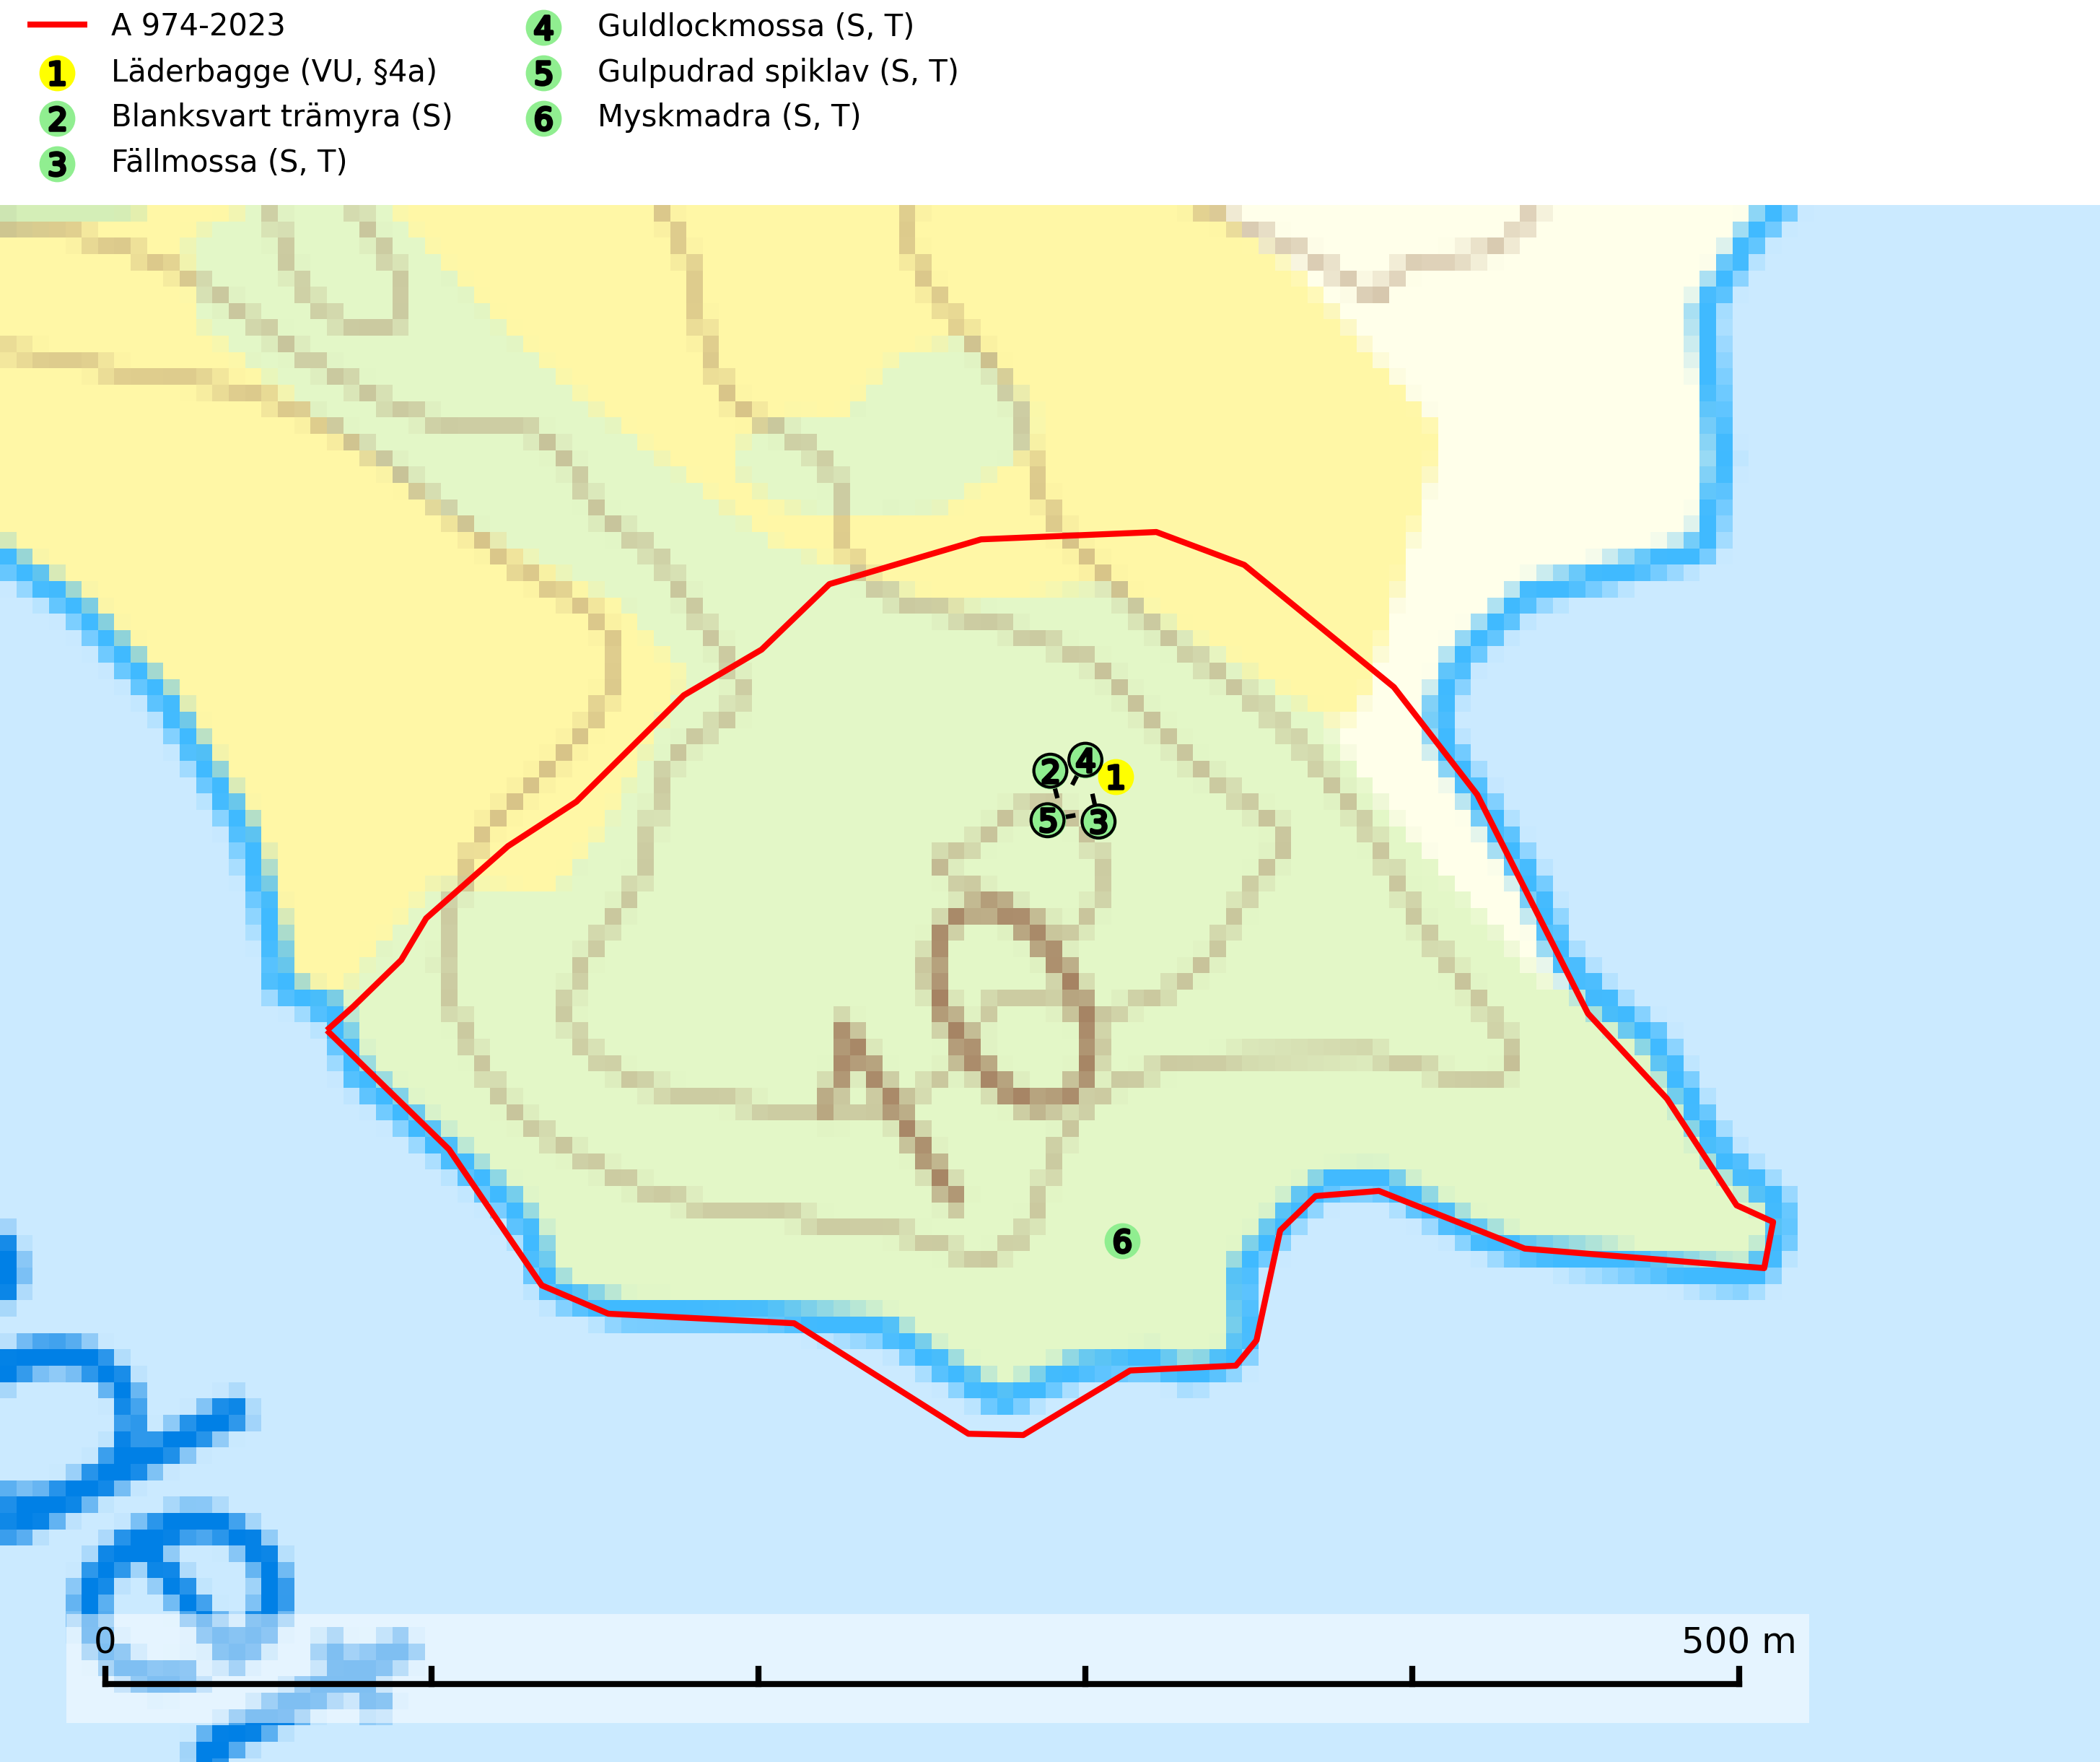 A 974-2023
1 Läderbagge (VU, §4a)
2 Blanksvart trämyra (S)
3 Fällmossa (S, T)
4 Guldlockmossa (S, T)
5 Gulpudrad spiklav (S, T)
6 Myskmadra (S, T)
2 4 1
5 3
6
0 500 m